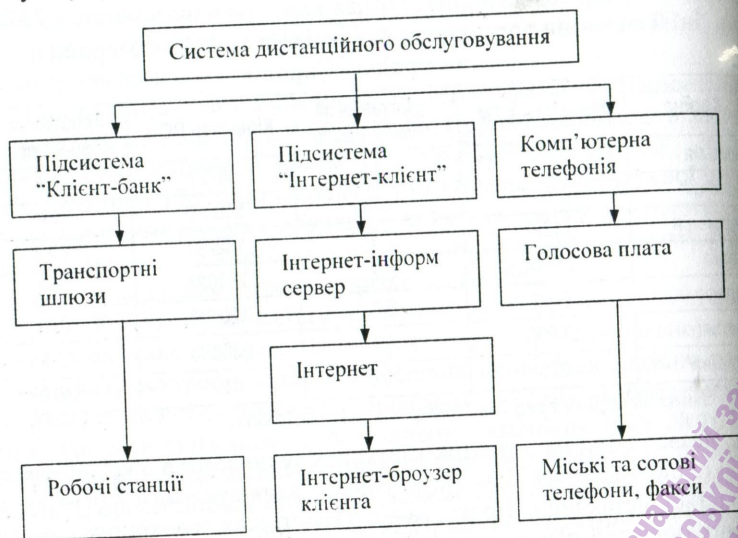 Система дистанційного обслуговування
Підсистема
“Клієнт-банк”
Підсистема
“Інтернет-клієнт”
Комп’ютерна
телефонія
Транспортні
шлюзи
Інтернет-інформ
сервер
Голосова плата
Інтернет
Робочі станції
Інтернет-броузер
клієнта
Міські та сотові
телефони, факси